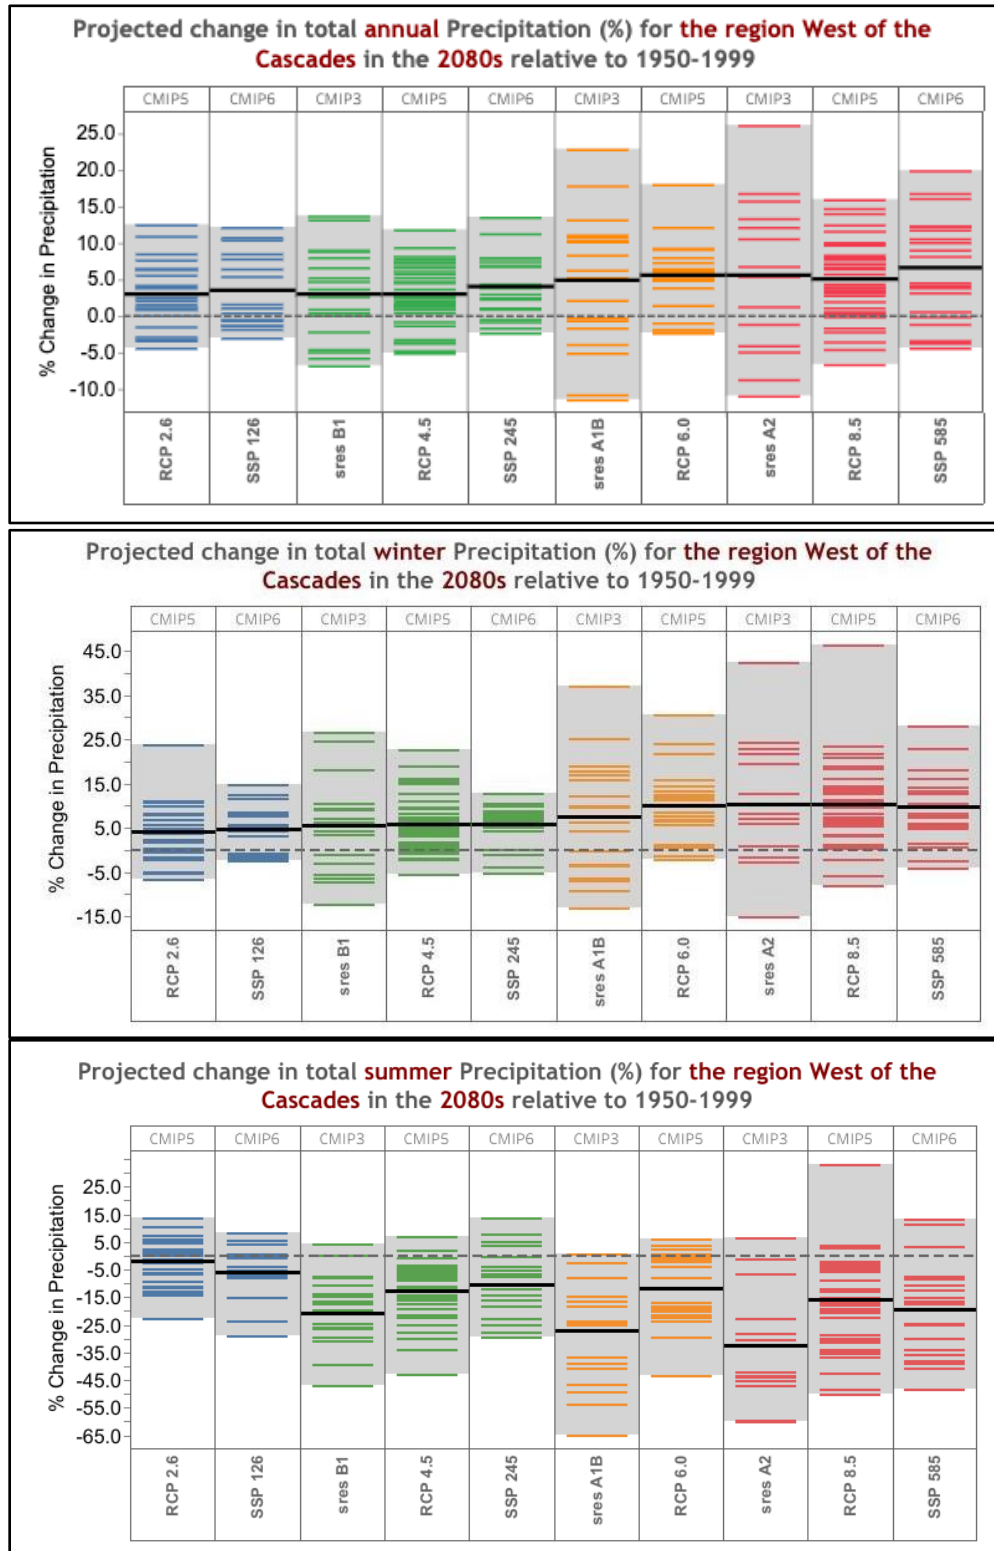 Projected change in total annual Precipitation (%) for the region West of the
Cascades in the 2080s relative to 1950-1999
CMIP5 CMIP6 CMIP3 CMIP5 CMIP6 CMIP3 CMIP5 CMIP3 CMIP5 CMIP6
% Change in Precipitation
25.0
20.0
15.0
10.0
5.0
0.0
-5.0
-10.0
RCP 2.6 SSP 126 sres B1 RCP 4.5 SSP 245 sres A1B RCP 6.0 sres A2 RCP 8.5 SSP 585
Projected change in total winter Precipitation (%) for the region West of the
Cascades in the 2080s relative to 1950-1999
CMIP5 CMIP6 CMIP3 CMIP5 CMIP6 CMIP3 CMIP5 CMIP3 CMIP5 CMIP6
% Change in Precipitation
45.0
35.0
25.0
15.0
5.0
-5.0
-15.0
RCP 2.6 SSP 126 sres B1 RCP 4.5 SSP 245 sres A1B RCP 6.0 sres A2 RCP 8.5 SSP 585
Projected change in total summer Precipitation (%) for the region West of the
Cascades in the 2080s relative to 1950-1999
CMIP5 CMIP6 CMIP3 CMIP5 CMIP6 CMIP3 CMIP5 CMIP3 CMIP5 CMIP6
% Change in Precipitation
25.0
15.0
5.0
-5.0
-15.0
-25.0
-35.0
-45.0
-55.0
-65.0
RCP 2.6 SSP 126 sres B1 RCP 4.5 SSP 245 sres A1B RCP 6.0 sres A2 RCP 8.5 SSP 585